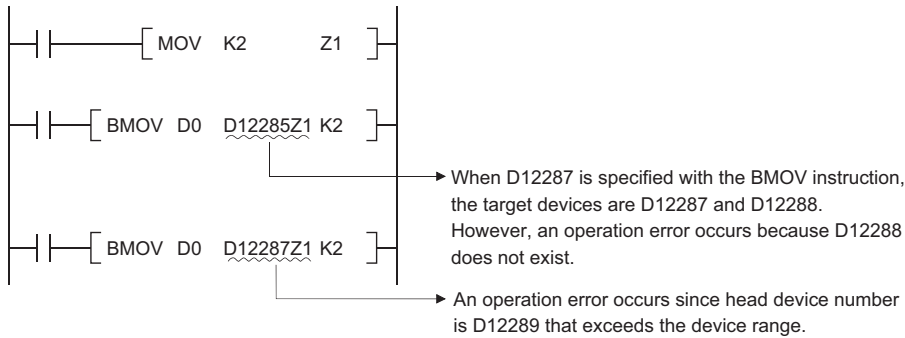 MOV K2 Z1
BMOV D0 D12285Z1 K2
When D12287 is specified with the BMOV instruction,
the target devices are D12287 and D12288.
However, an operation error occurs because D12288
does not exist.
BMOV D0 D12287Z1 K2
An operation error occurs since head device number
is D12289 that exceeds the device range.